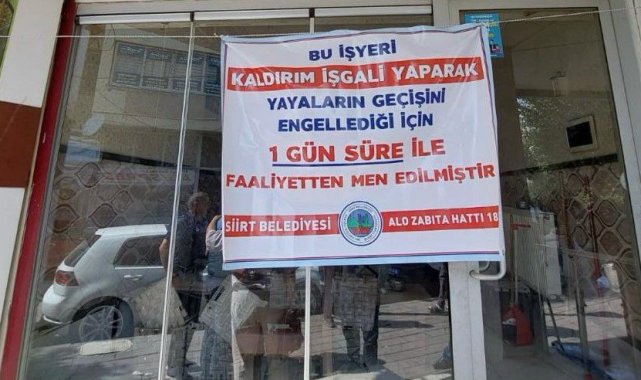 BU İŞYERİ
KALDIRIM İŞGALİ YAPARAK
YAYALARIN GEÇİŞİNİ
ENGELLEDİĞİ İÇİN
1 GÜN SÜRE İLE
FAALİYETTEN MEN EDİLMİŞTİR
SİİRT BELEDİYESİ ALO ZABITA HATTI 18